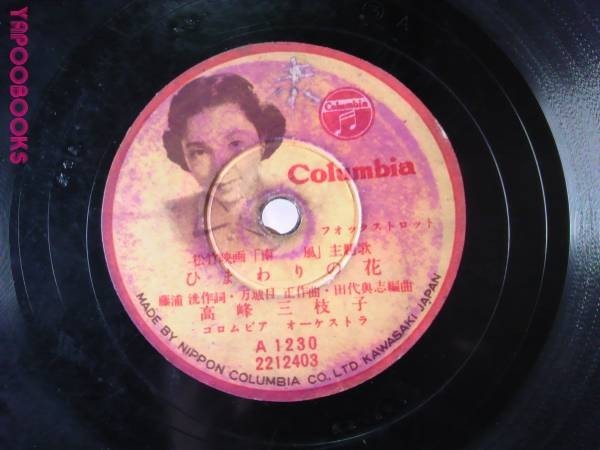 YAPOOBOOKS
A
Columbia
Columbia
フォックストロット
松竹映画「南 風」主題歌
ひまわりの花
藤浦 洸作詞・万城目 正作曲・田代與志編曲
高峰三枝子
コロムビア オーケストラ
A 1230
2212403
MADE BY NIPPON COLUMBIA CO., LTD KAWASAKI JAPAN